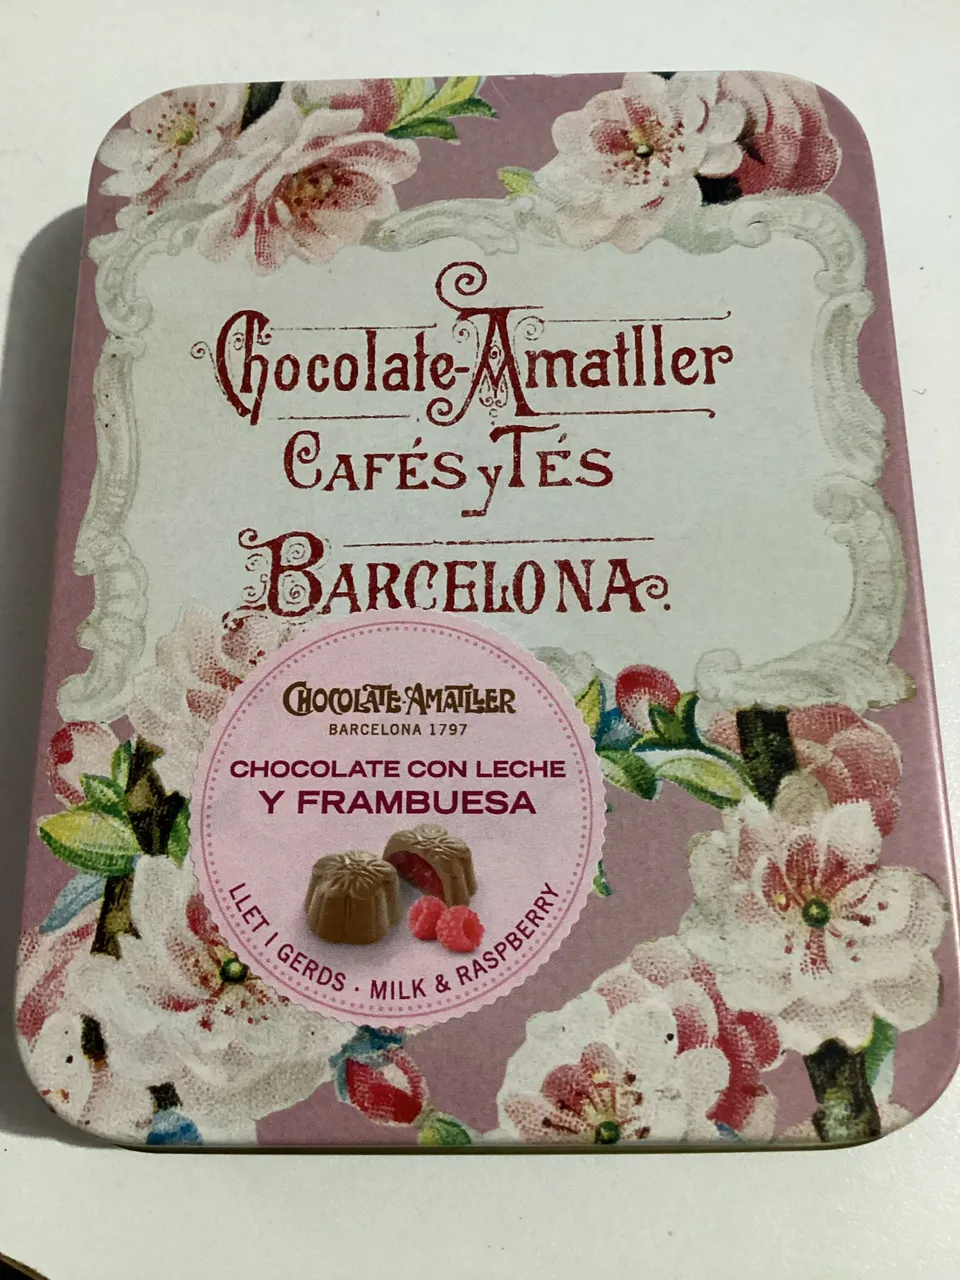 Chocolate-Amatller
CAFÉS y TÉS
BARCELONA.
CHOCOLATE-AMATLLER
BARCELONA 1797
CHOCOLATE CON LECHE
Y FRAMBUESA
LLET I GERDS · MILK & RASPBERRY